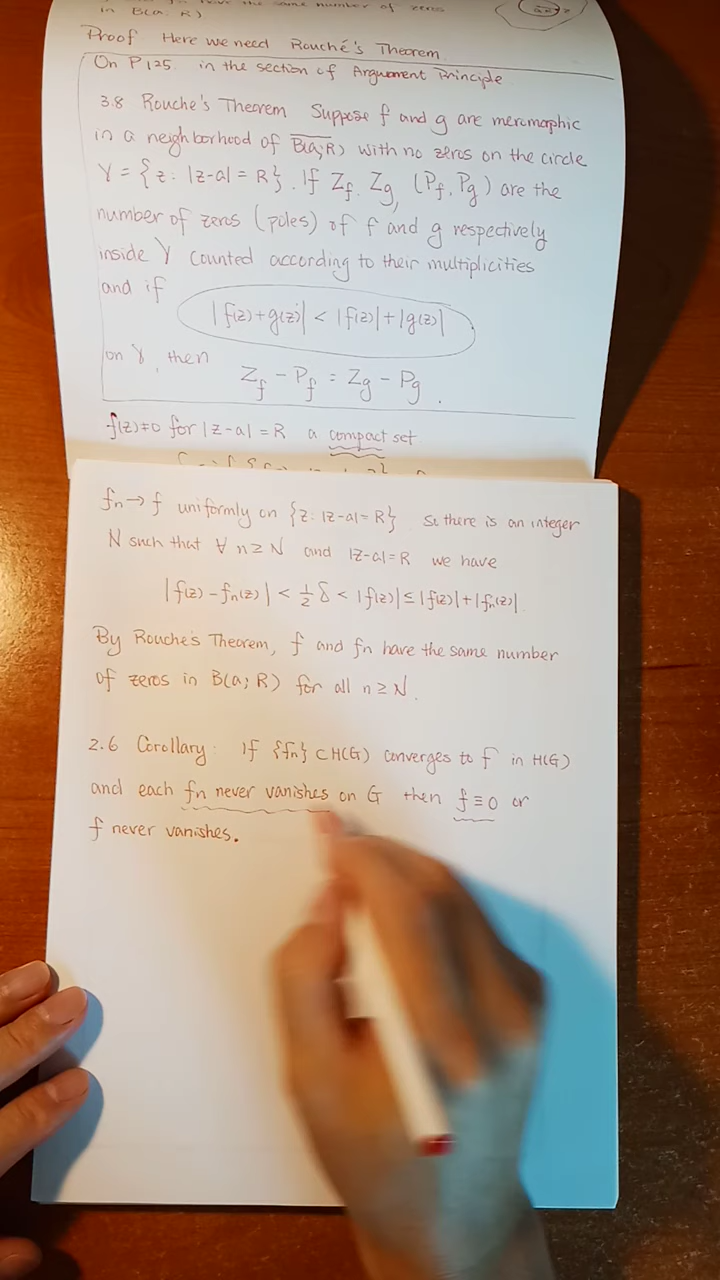 in B(a; R)
Proof Here we need Rouché's Theorem
On P125. in the section of Argument Principle
3.8 Rouche's Theorem Suppose f and g are meromorphic
in a neighborhood of B(a;R) with no zeros on the circle
γ = {z: |z-a| = R}. If Zf, Zg, (Pf, Pg) are the
number of zeros (poles) of f and g respectively
inside γ counted according to their multiplicities
and if
|f(z)+g(z)| < |f(z)|+|g(z)|
on γ, then
Zf - Pf = Zg - Pg.
f(z)≠0 for |z-a| = R a compact set
fn → f uniformly on {z: |z-a| = R} so there is an integer
N such that ∀ n ≥ N and |z-a| = R we have
|f(z) - fn(z)| < 1/2 δ < |f(z)| ≤ |f(z)| + |fn(z)|.
By Rouche's Theorem, f and fn have the same number
of zeros in B(a; R) for all n ≥ N.
2.6 Corollary: If {fn} ⊂ H(G) converges to f in H(G)
and each fn never vanishes on G then f ≡ 0 or
f never vanishes.